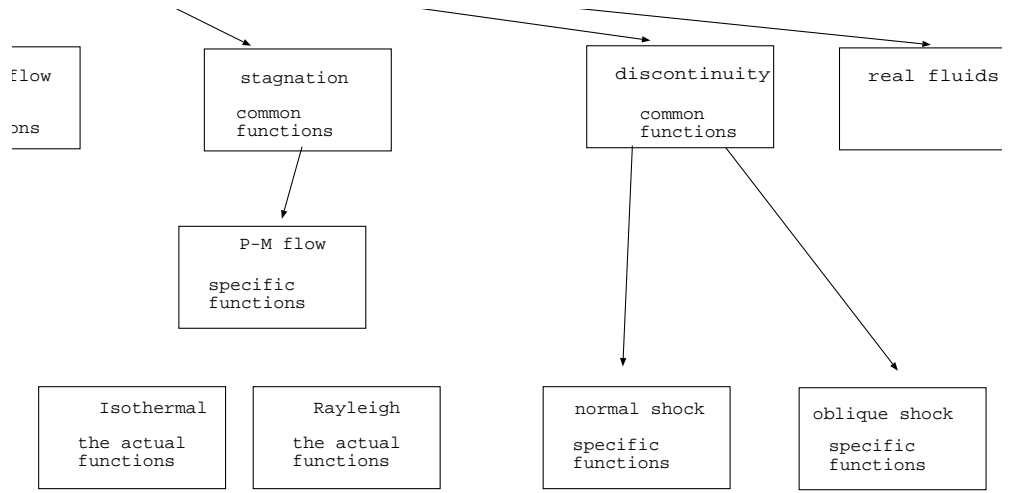 flow
ons
stagnation
common
functions
discontinuity
common
functions
real fluids
P-M flow
specific
functions
Isothermal
the actual
functions
Rayleigh
the actual
functions
normal shock
specific
functions
oblique shock
specific
functions